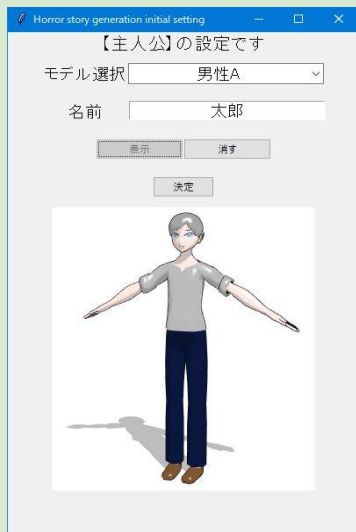 Horror story generation initial setting
【主人公】の設定です
モデル選択 男性A
名前 太郎
表示 消す
決定